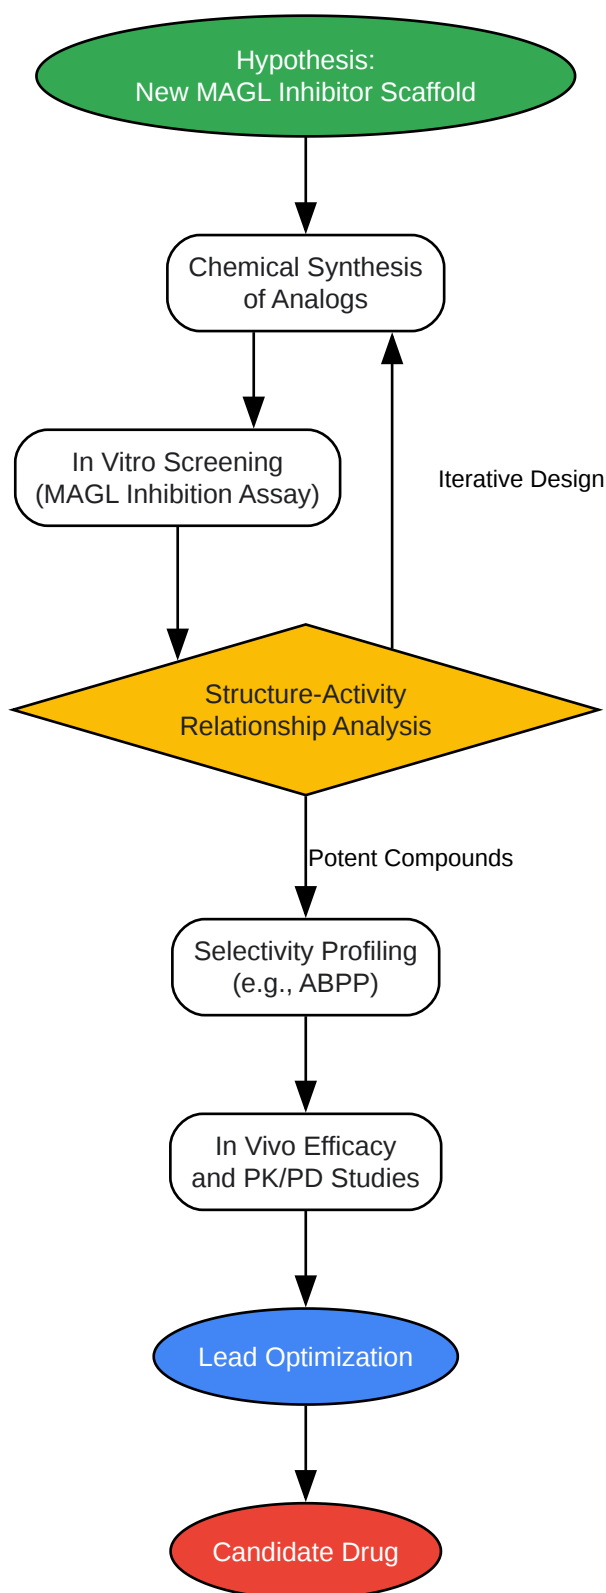 Hypothesis:
New MAGL Inhibitor Scaffold
Chemical Synthesis
of Analogs
In Vitro Screening
(MAGL Inhibition Assay)
Iterative Design
Structure-Activity
Relationship Analysis
Potent Compounds
Selectivity Profiling
(e.g., ABPP)
In Vivo Efficacy
and PK/PD Studies
Lead Optimization
Candidate Drug